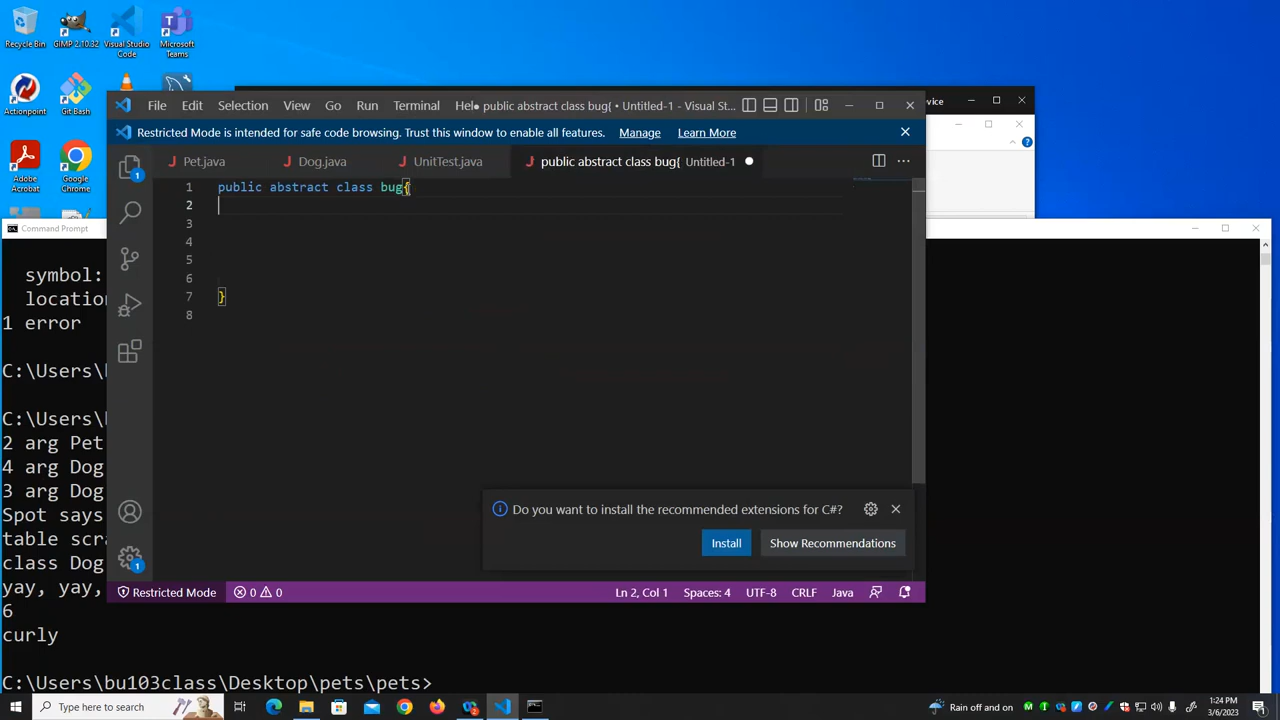 Recycle Bin
GIMP 2.10.32
Visual Studio Code
Microsoft Teams
Actionpoint
Git Bash
Adobe Acrobat
Google Chrome
evice
File Edit Selection View Go Run Terminal Hel
● public abstract class bug{ • Untitled-1 - Visual St...
Restricted Mode is intended for safe code browsing. Trust this window to enable all features. Manage Learn More
Pet.java Dog.java UnitTest.java public abstract class bug{ Untitled-1
1 public abstract class bug{
2
3
4
5
6
7 }
8
Command Prompt
symbol:
location
1 error
C:\Users\
C:\Users\
2 arg Pet
4 arg Dog
3 arg Dog
Spot says
table scr
class Dog
yay, yay,
6
curly
C:\Users\bu103class\Desktop\pets\pets>
Do you want to install the recommended extensions for C#?
Install Show Recommendations
1
1
Restricted Mode 0 0 Ln 2, Col 1 Spaces: 4 UTF-8 CRLF Java
Type here to search
Rain off and on
1:24 PM
3/6/2023
1